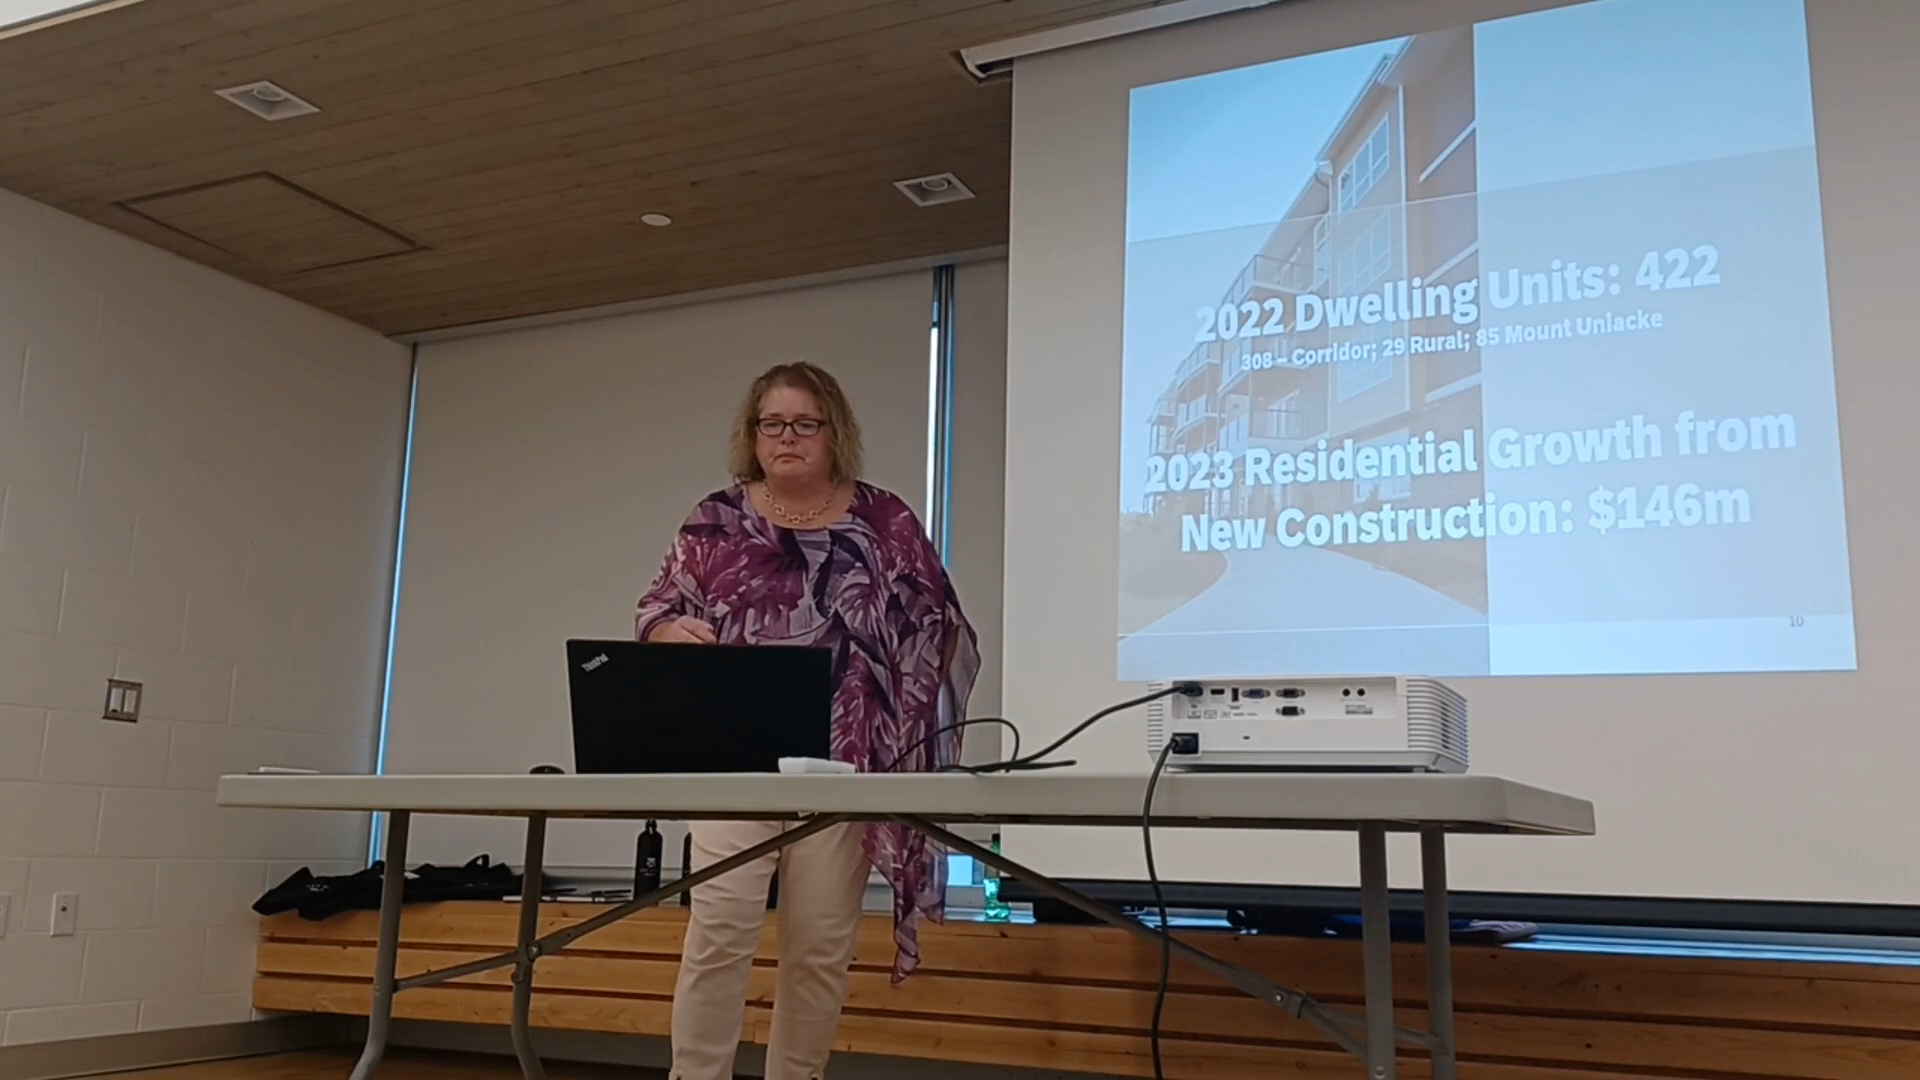 2022 Dwelling Units: 422
308 – Corridor; 29 Rural; 85 Mount Uniacke
2023 Residential Growth from
New Construction: $146m
10
ThinkPad